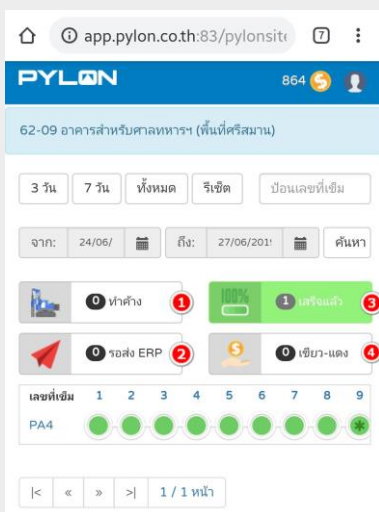 app.pylon.co.th:83/pylonsite 7
PYLON 864
62-09 อาคารสำหรับศาลทหารฯ (พื้นที่ศรีสมาน)
3 วัน 7 วัน ทั้งหมด รีเซ็ต ป้อนเลขที่เข็ม
จาก: 24/06/ ถึง: 27/06/201 ค้นหา
0 ทำค้าง 1 100% 1 เสร็จแล้ว 3
0 รอส่ง ERP 2 0 เขียว-แดง 4
เลขที่เข็ม 1 2 3 4 5 6 7 8 9
PA4
|< « » >| 1 / 1 หน้า